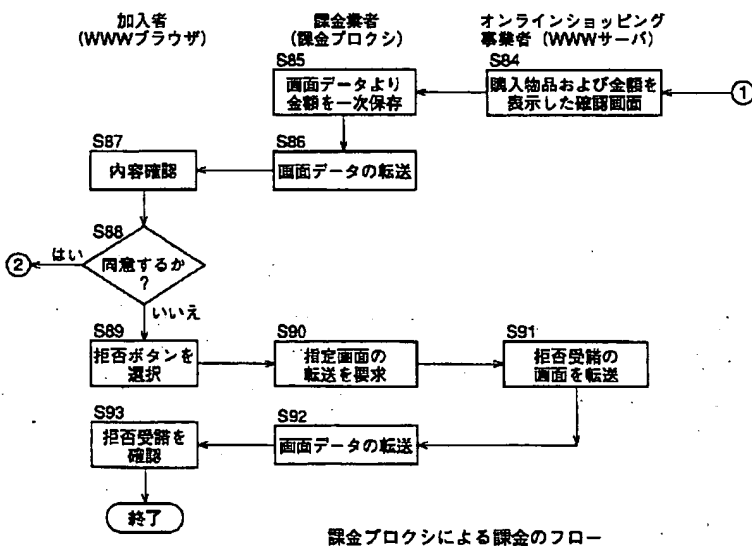 加入者
(WWWブラウザ)
課金業者
(課金プロクシ)
オンラインショッピング
事業者(WWWサーバ)
S84
購入物品および金額を
表示した確認画面
①
S85
画面データより
金額を一次保存
S86
画面データの転送
S87
内容確認
S88
同意するか
?
はい
②
いいえ
S89
拒否ボタンを
選択
S90
指定画面の
転送を要求
S91
拒否受諾の
画面を転送
S92
画面データの転送
S93
拒否受諾を
確認
終了
課金プロクシによる課金のフロー